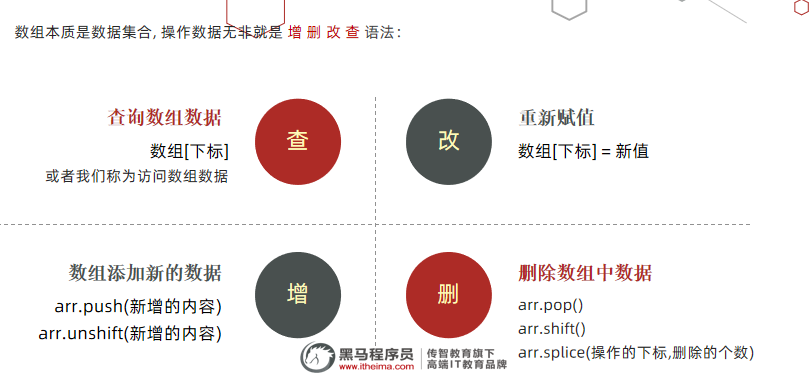 数组本质是数据集合, 操作数据无非就是 增 删 改 查 语法：
查询数组数据
数组[下标]
或者我们称为访问数组数据
查
改
重新赋值
数组[下标] = 新值
数组添加新的数据
arr.push(新增的内容)
arr.unshift(新增的内容)
增
删
删除数组中数据
arr.pop()
arr.shift()
arr.splice(操作的下标,删除的个数)
黑马程序员
www.itheima.com
传智教育旗下
高端IT教育品牌